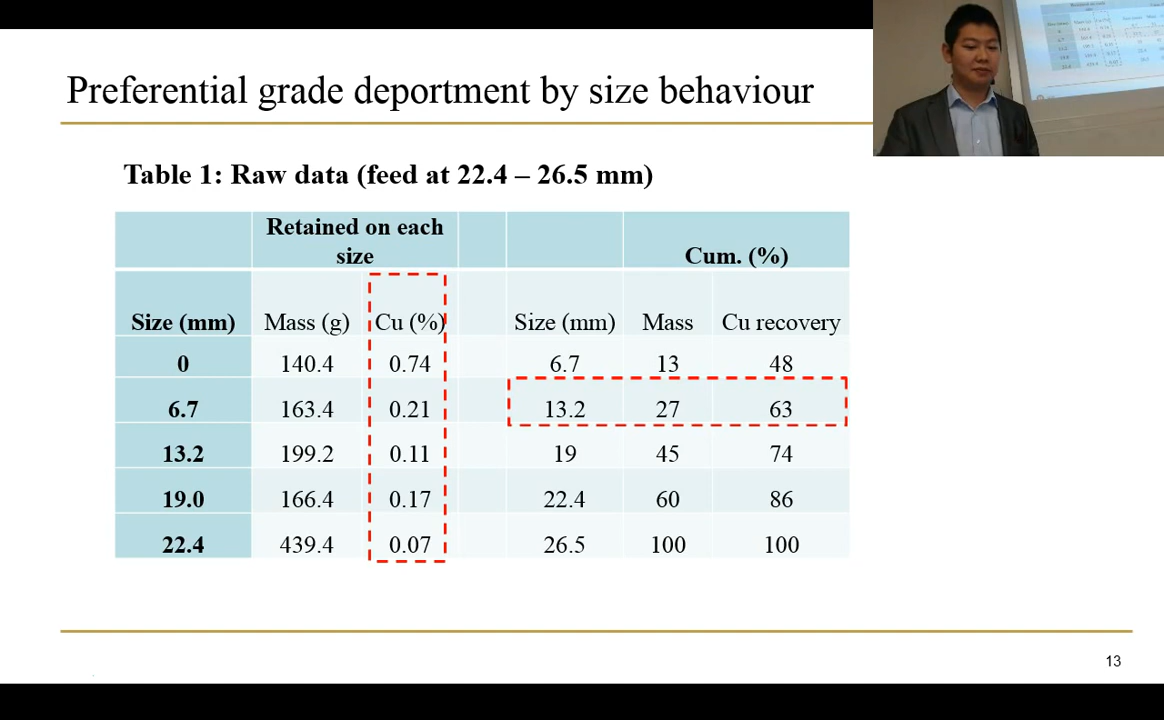 Preferential grade deportment by size behaviour
Table 1: Raw data (feed at 22.4 – 26.5 mm)
Retained on each
size
Cum. (%)
Size (mm) Mass (g) Cu (%) Size (mm) Mass Cu recovery
0 140.4 0.74 6.7 13 48
6.7 163.4 0.21 13.2 27 63
13.2 199.2 0.11 19 45 74
19.0 166.4 0.17 22.4 60 86
22.4 439.4 0.07 26.5 100 100
13